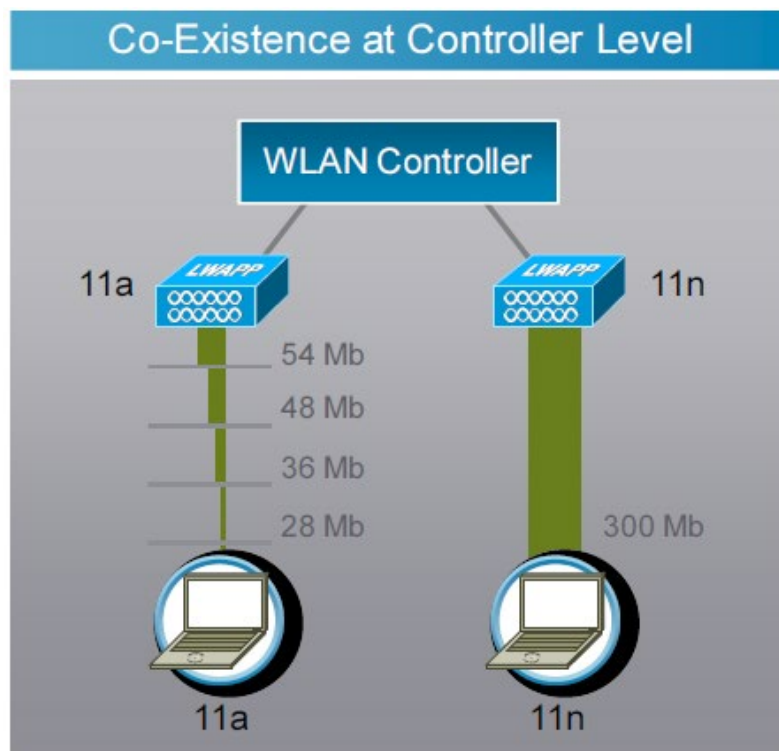 Co-Existence at Controller Level
WLAN Controller
LWAPP
LWAPP
11a
11n
54 Mb
48 Mb
36 Mb
28 Mb
300 Mb
11a
11n